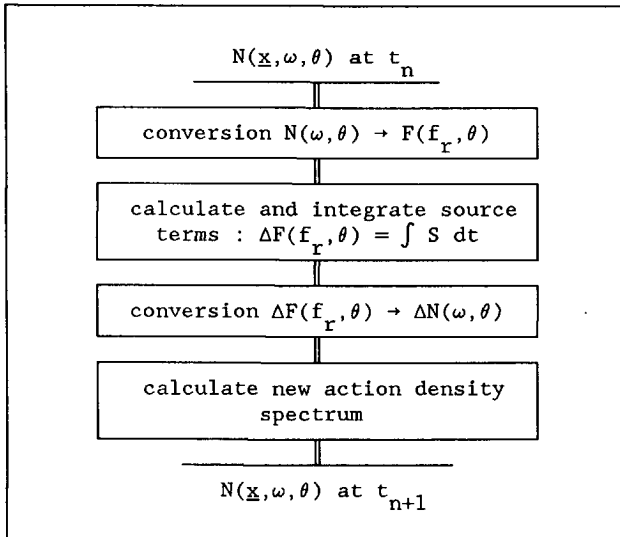 N(x,ω,θ) at t_n
conversion N(ω,θ) → F(f_r,θ)
calculate and integrate source
terms : ΔF(f_r,θ) = ∫ S dt
conversion ΔF(f_r,θ) → ΔN(ω,θ)
calculate new action density
spectrum
N(x,ω,θ) at t_n+1